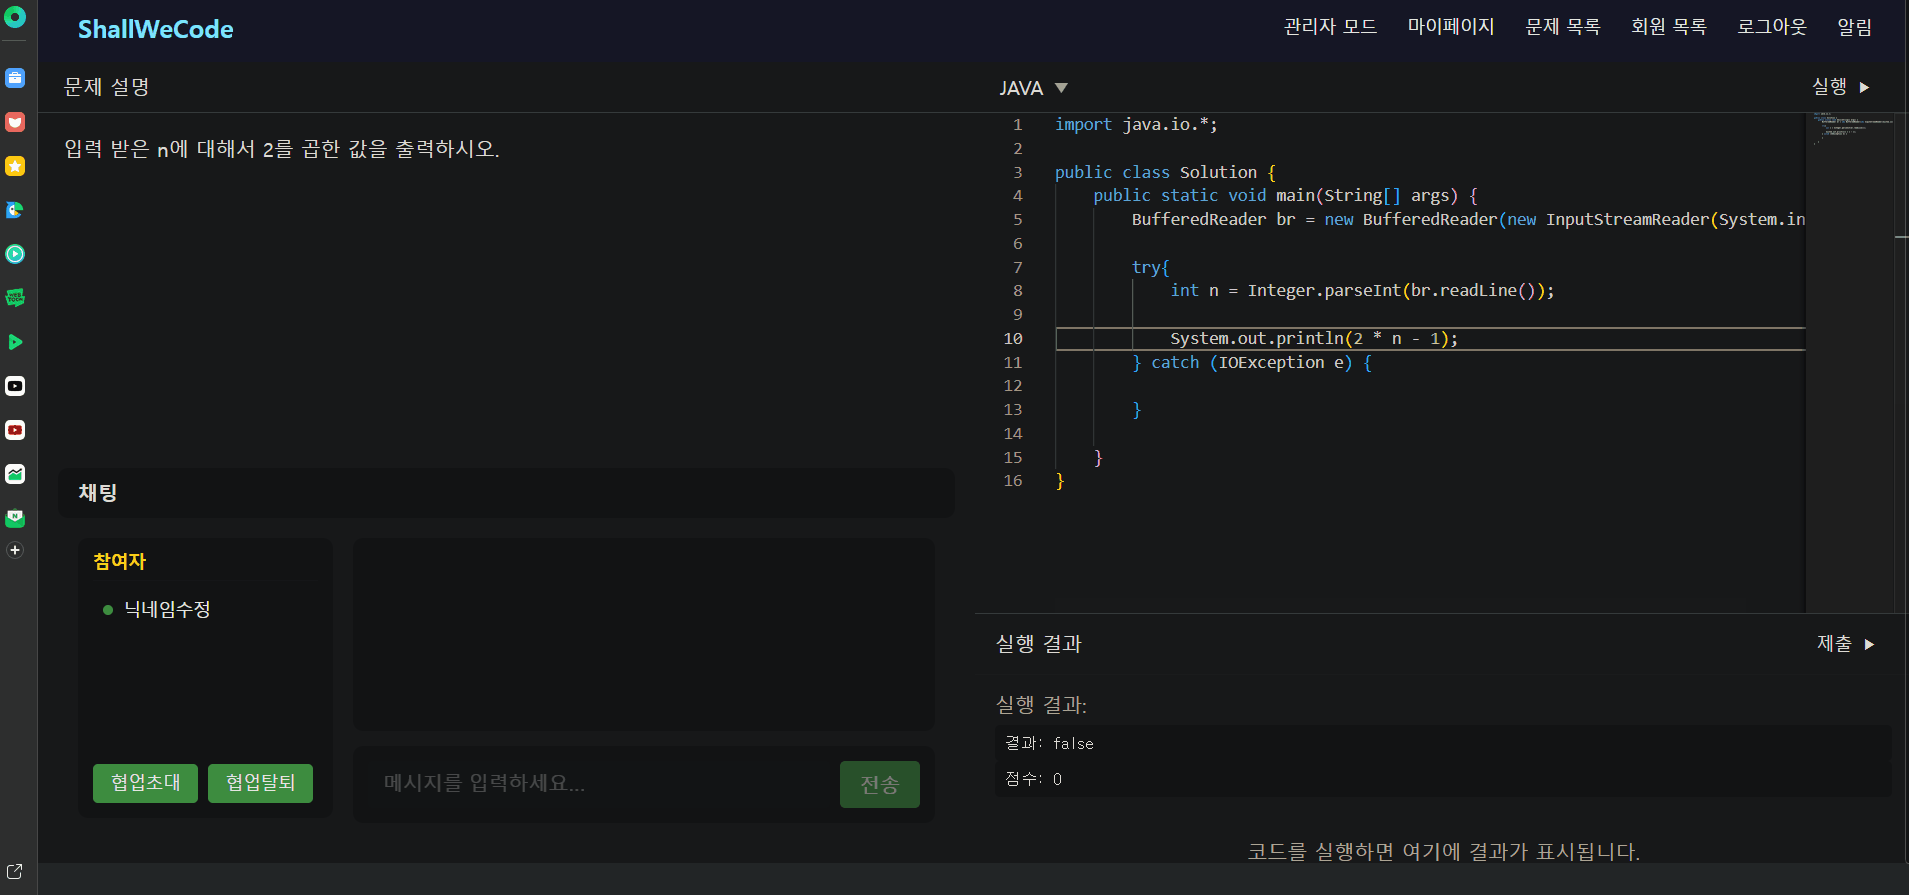 ShallWeCode
관리자 모드 마이페이지 문제 목록 회원 목록 로그아웃 알림
문제 설명
입력 받은 n에 대해서 2를 곱한 값을 출력하시오.
채팅
참여자
닉네임수정
협업초대 협업탈퇴
메시지를 입력하세요...
전송
JAVA ▼
실행 ▶
1 import java.io.*;
2
3 public class Solution {
4 public static void main(String[] args) {
5 BufferedReader br = new BufferedReader(new InputStreamReader(System.in
6
7 try{
8 int n = Integer.parseInt(br.readLine());
9
10 System.out.println(2 * n - 1);
11 } catch (IOException e) {
12
13 }
14
15 }
16 }
실행 결과
제출 ▶
실행 결과:
결과: false
점수: 0
코드를 실행하면 여기에 결과가 표시됩니다.